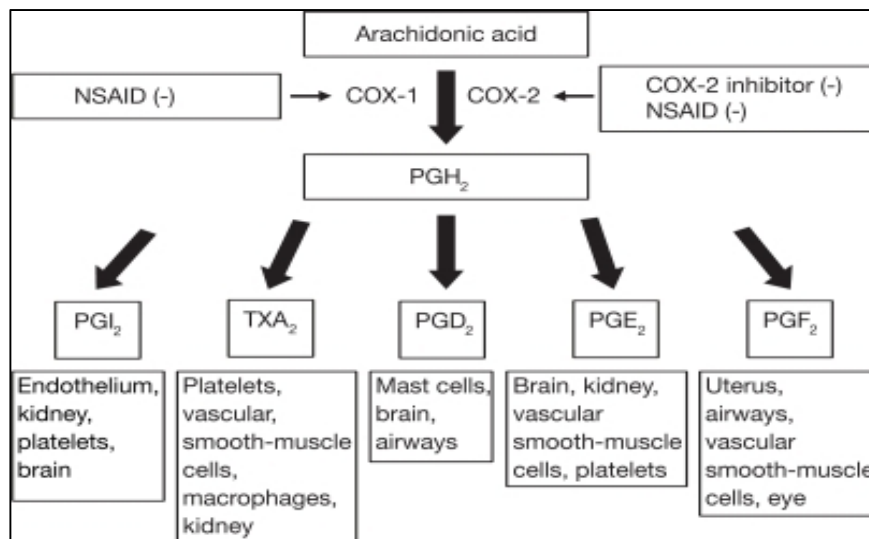 Arachidonic acid
NSAID (-)
COX-1
COX-2
COX-2 inhibitor (-)
NSAID (-)
PGH₂
PGI₂
TXA₂
PGD₂
PGE₂
PGF₂
Endothelium,
kidney,
platelets,
brain
Platelets,
vascular,
smooth-muscle
cells,
macrophages,
kidney
Mast cells,
brain,
airways
Brain, kidney,
vascular
smooth-muscle
cells, platelets
Uterus,
airways,
vascular
smooth-muscle
cells, eye